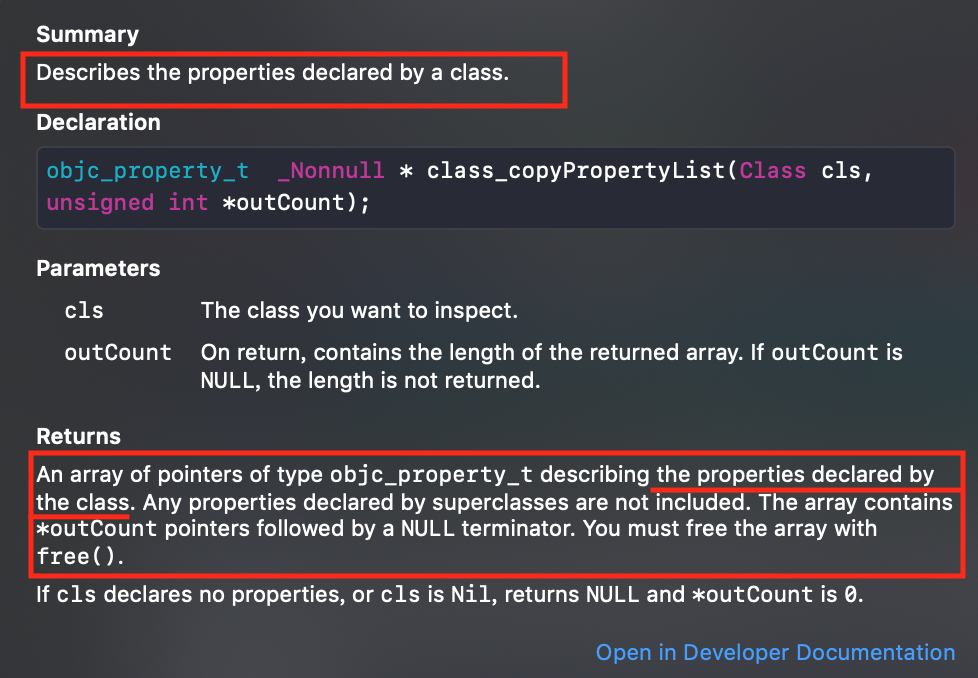 Summary
Describes the properties declared by a class.
Declaration
objc_property_t _Nonnull * class_copyPropertyList(Class cls,
unsigned int *outCount);
Parameters
cls The class you want to inspect.
outCount On return, contains the length of the returned array. If outCount is
NULL, the length is not returned.
Returns
An array of pointers of type objc_property_t describing the properties declared by
the class. Any properties declared by superclasses are not included. The array contains
*outCount pointers followed by a NULL terminator. You must free the array with
free().
If cls declares no properties, or cls is Nil, returns NULL and *outCount is 0.
Open in Developer Documentation